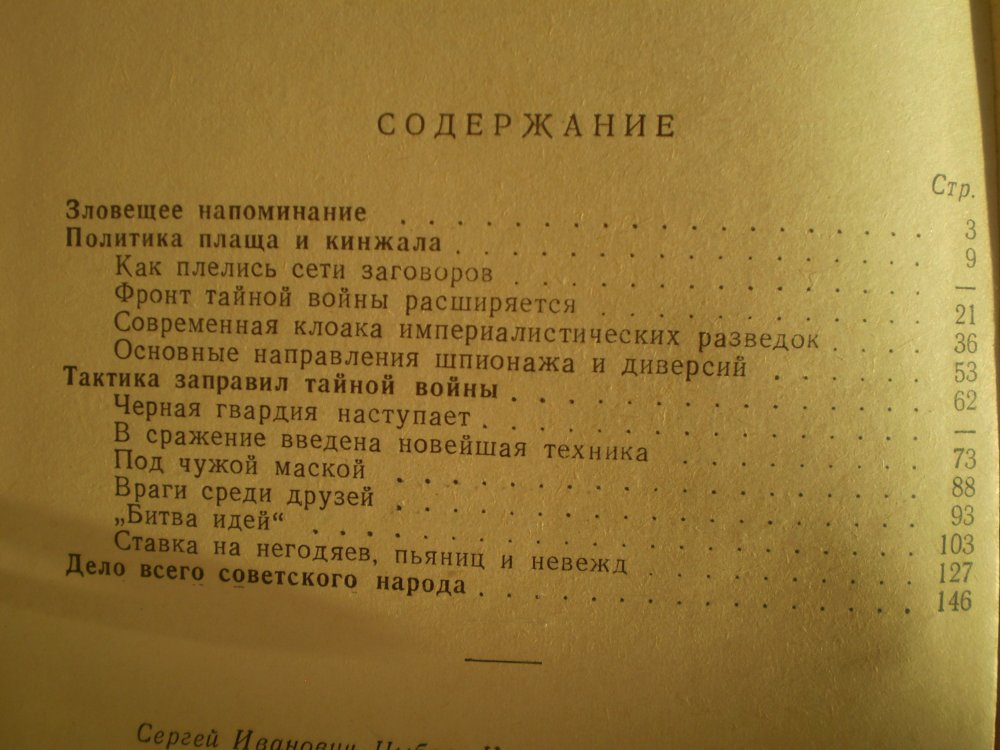 СОДЕРЖАНИЕ
Стр.
Зловещее напоминание . . . . . . . . . . . . . . . . . . 3
Политика плаща и кинжала . . . . . . . . . . . . . . . . 9
Как плелись сети заговоров . . . . . . . . . . . . . . —
Фронт тайной войны расширяется . . . . . . . . . . . . 21
Современная клоака империалистических разведок . . . . 36
Основные направления шпионажа и диверсий . . . . . . 53
Тактика заправил тайной войны . . . . . . . . . . . . . . 62
Черная гвардия наступает . . . . . . . . . . . . . . . —
В сражение введена новейшая техника . . . . . . . . . 73
Под чужой маской . . . . . . . . . . . . . . . . . . 88
Враги среди друзей . . . . . . . . . . . . . . . . . . 93
„Битва идей“ . . . . . . . . . . . . . . . . . . . . 103
Ставка на негодяев, пьяниц и невежд . . . . . . . . . 127
Дело всего советского народа . . . . . . . . . . . . . . 146
Сергей Иванович